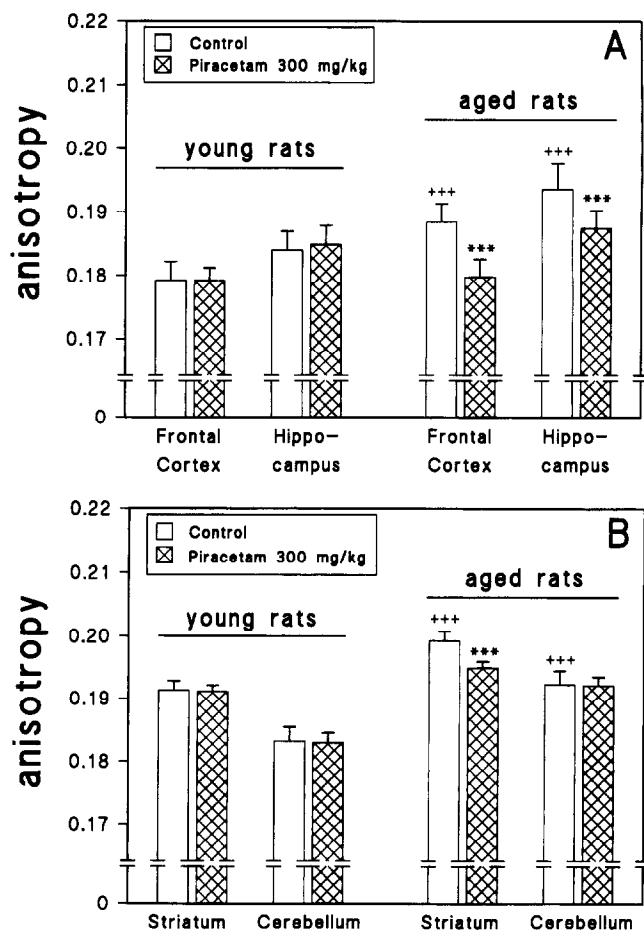 0.22
0.21
0.20
0.19
0.18
0.17
0
anisotropy
Control
Piracetam 300 mg/kg
A
young rats
aged rats
+++
***
+++
***
Frontal Cortex
Hippo-
campus
Frontal Cortex
Hippo-
campus
0.22
0.21
0.20
0.19
0.18
0.17
0
anisotropy
Control
Piracetam 300 mg/kg
B
young rats
aged rats
+++
***
+++
Striatum
Cerebellum
Striatum
Cerebellum